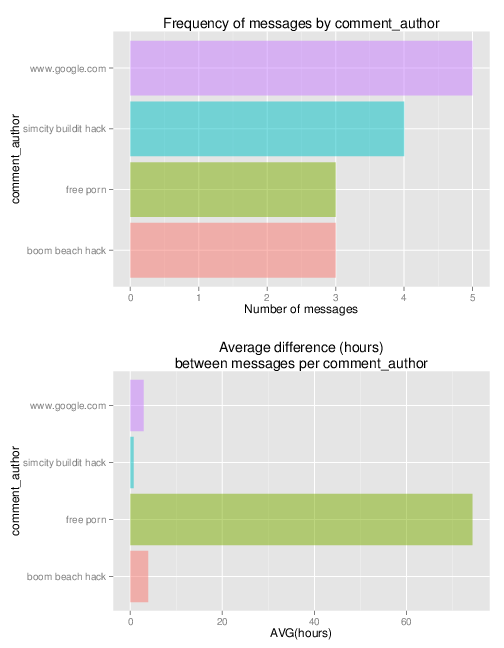 Frequency of messages by comment_author
comment_author
www.google.com
simcity buildit hack
free porn
boom beach hack
0 1 2 3 4 5
Number of messages
Average difference (hours)
between messages per comment_author
comment_author
www.google.com
simcity buildit hack
free porn
boom beach hack
0 20 40 60
AVG(hours)